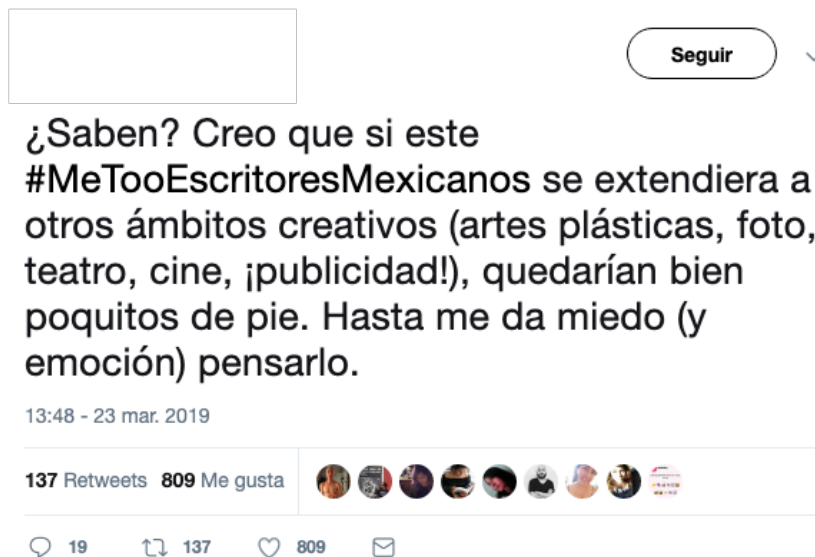 Seguir
¿Saben? Creo que si este
#MeTooEscritoresMexicanos se extendiera a
otros ámbitos creativos (artes plásticas, foto,
teatro, cine, ¡publicidad!), quedarían bien
poquitos de pie. Hasta me da miedo (y
emoción) pensarlo.
13:48 - 23 mar. 2019
137 Retweets 809 Me gusta
19 137 809